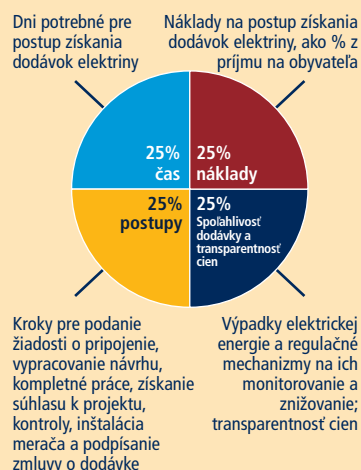 Dni potrebné pre
postup získania
dodávok elektriny
Náklady na postup získania
dodávok elektriny, ako % z
príjmu na obyvateľa
25%
čas
25%
náklady
25%
postupy
25%
Spoľahlivosť
dodávky a
transparentnosť
cien
Kroky pre podanie
žiadosti o pripojenie,
vypracovanie návrhu,
kompletné práce, získanie
súhlasu k projektu,
kontroly, inštalácia
merača a podpísanie
zmluvy o dodávke
Výpadky elektrickej
energie a regulačné
mechanizmy na ich
monitorovanie a
znižovanie;
transparentnosť cien